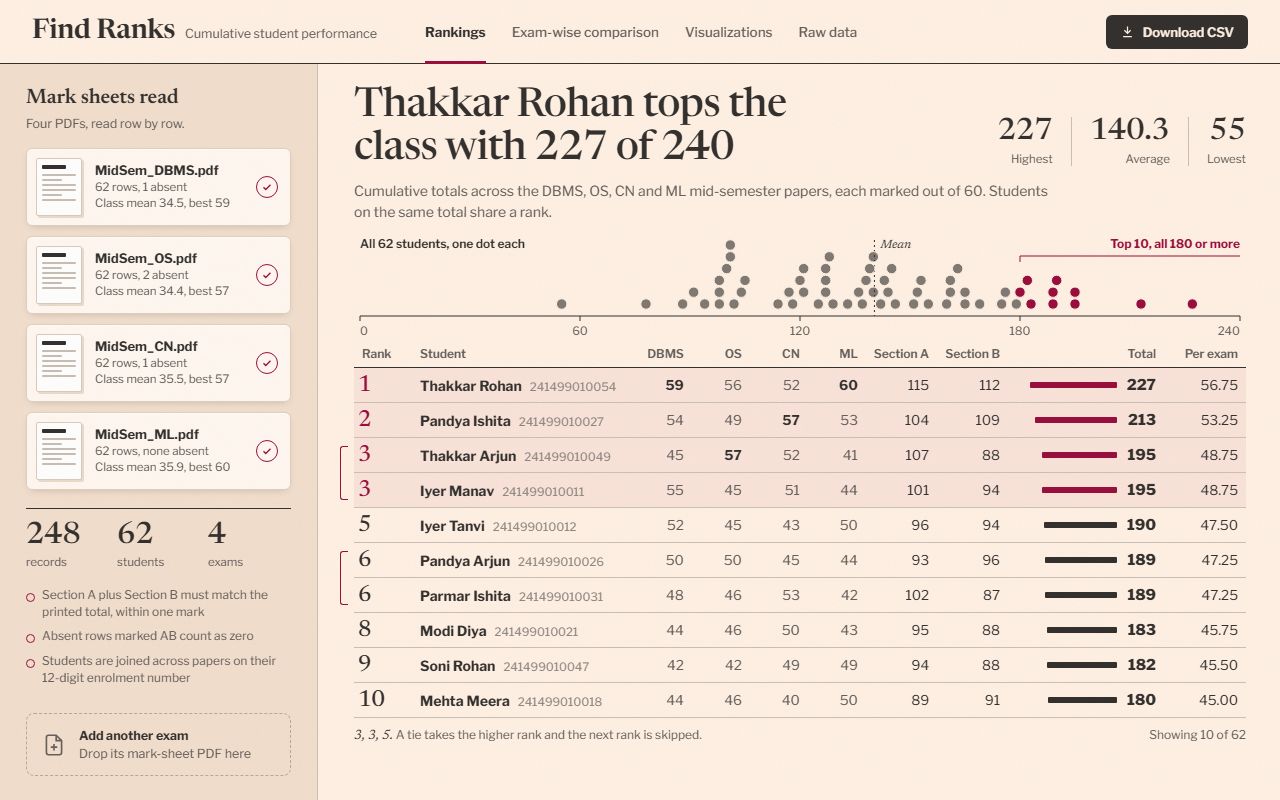 Find Ranks Cumulative student performance Rankings Exam-wise comparison Visualizations Raw data Download CSV
Mark sheets read
Four PDFs, read row by row.
MidSem_DBMS.pdf
62 rows, 1 absent
Class mean 34.5, best 59
MidSem_OS.pdf
62 rows, 2 absent
Class mean 34.4, best 57
MidSem_CN.pdf
62 rows, 1 absent
Class mean 35.5, best 57
MidSem_ML.pdf
62 rows, none absent
Class mean 35.9, best 60
248 62 4
records students exams
Section A plus Section B must match the
printed total, within one mark
Absent rows marked AB count as zero
Students are joined across papers on their
12-digit enrolment number
Add another exam
Drop its mark-sheet PDF here
Thakkar Rohan tops the
class with 227 of 240
227 140.3 55
Highest Average Lowest
Cumulative totals across the DBMS, OS, CN and ML mid-semester papers, each marked out of 60. Students
on the same total share a rank.
All 62 students, one dot each Mean Top 10, all 180 or more
0 60 120 180 240
Rank Student DBMS OS CN ML Section A Section B Total Per exam
1 Thakkar Rohan 241499010054 59 56 52 60 115 112 227 56.75
2 Pandya Ishita 241499010027 54 49 57 53 104 109 213 53.25
3 Thakkar Arjun 241499010049 45 57 52 41 107 88 195 48.75
3 Iyer Manav 241499010011 55 45 51 44 101 94 195 48.75
5 Iyer Tanvi 241499010012 52 45 43 50 96 94 190 47.50
6 Pandya Arjun 241499010026 50 50 45 44 93 96 189 47.25
6 Parmar Ishita 241499010031 48 46 53 42 102 87 189 47.25
8 Modi Diya 241499010021 44 46 50 43 95 88 183 45.75
9 Soni Rohan 241499010047 42 42 49 49 94 88 182 45.50
10 Mehta Meera 241499010018 44 46 40 50 89 91 180 45.00
3, 3, 5. A tie takes the higher rank and the next rank is skipped. Showing 10 of 62